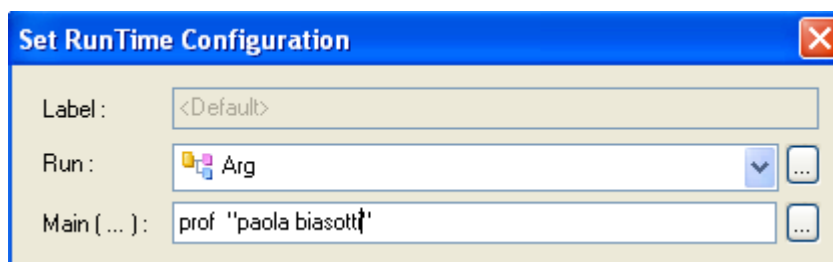 Set RunTime Configuration
Label : <Default>
Run : Arg ...
Main ( ... ) : prof "paola biasotti" ...